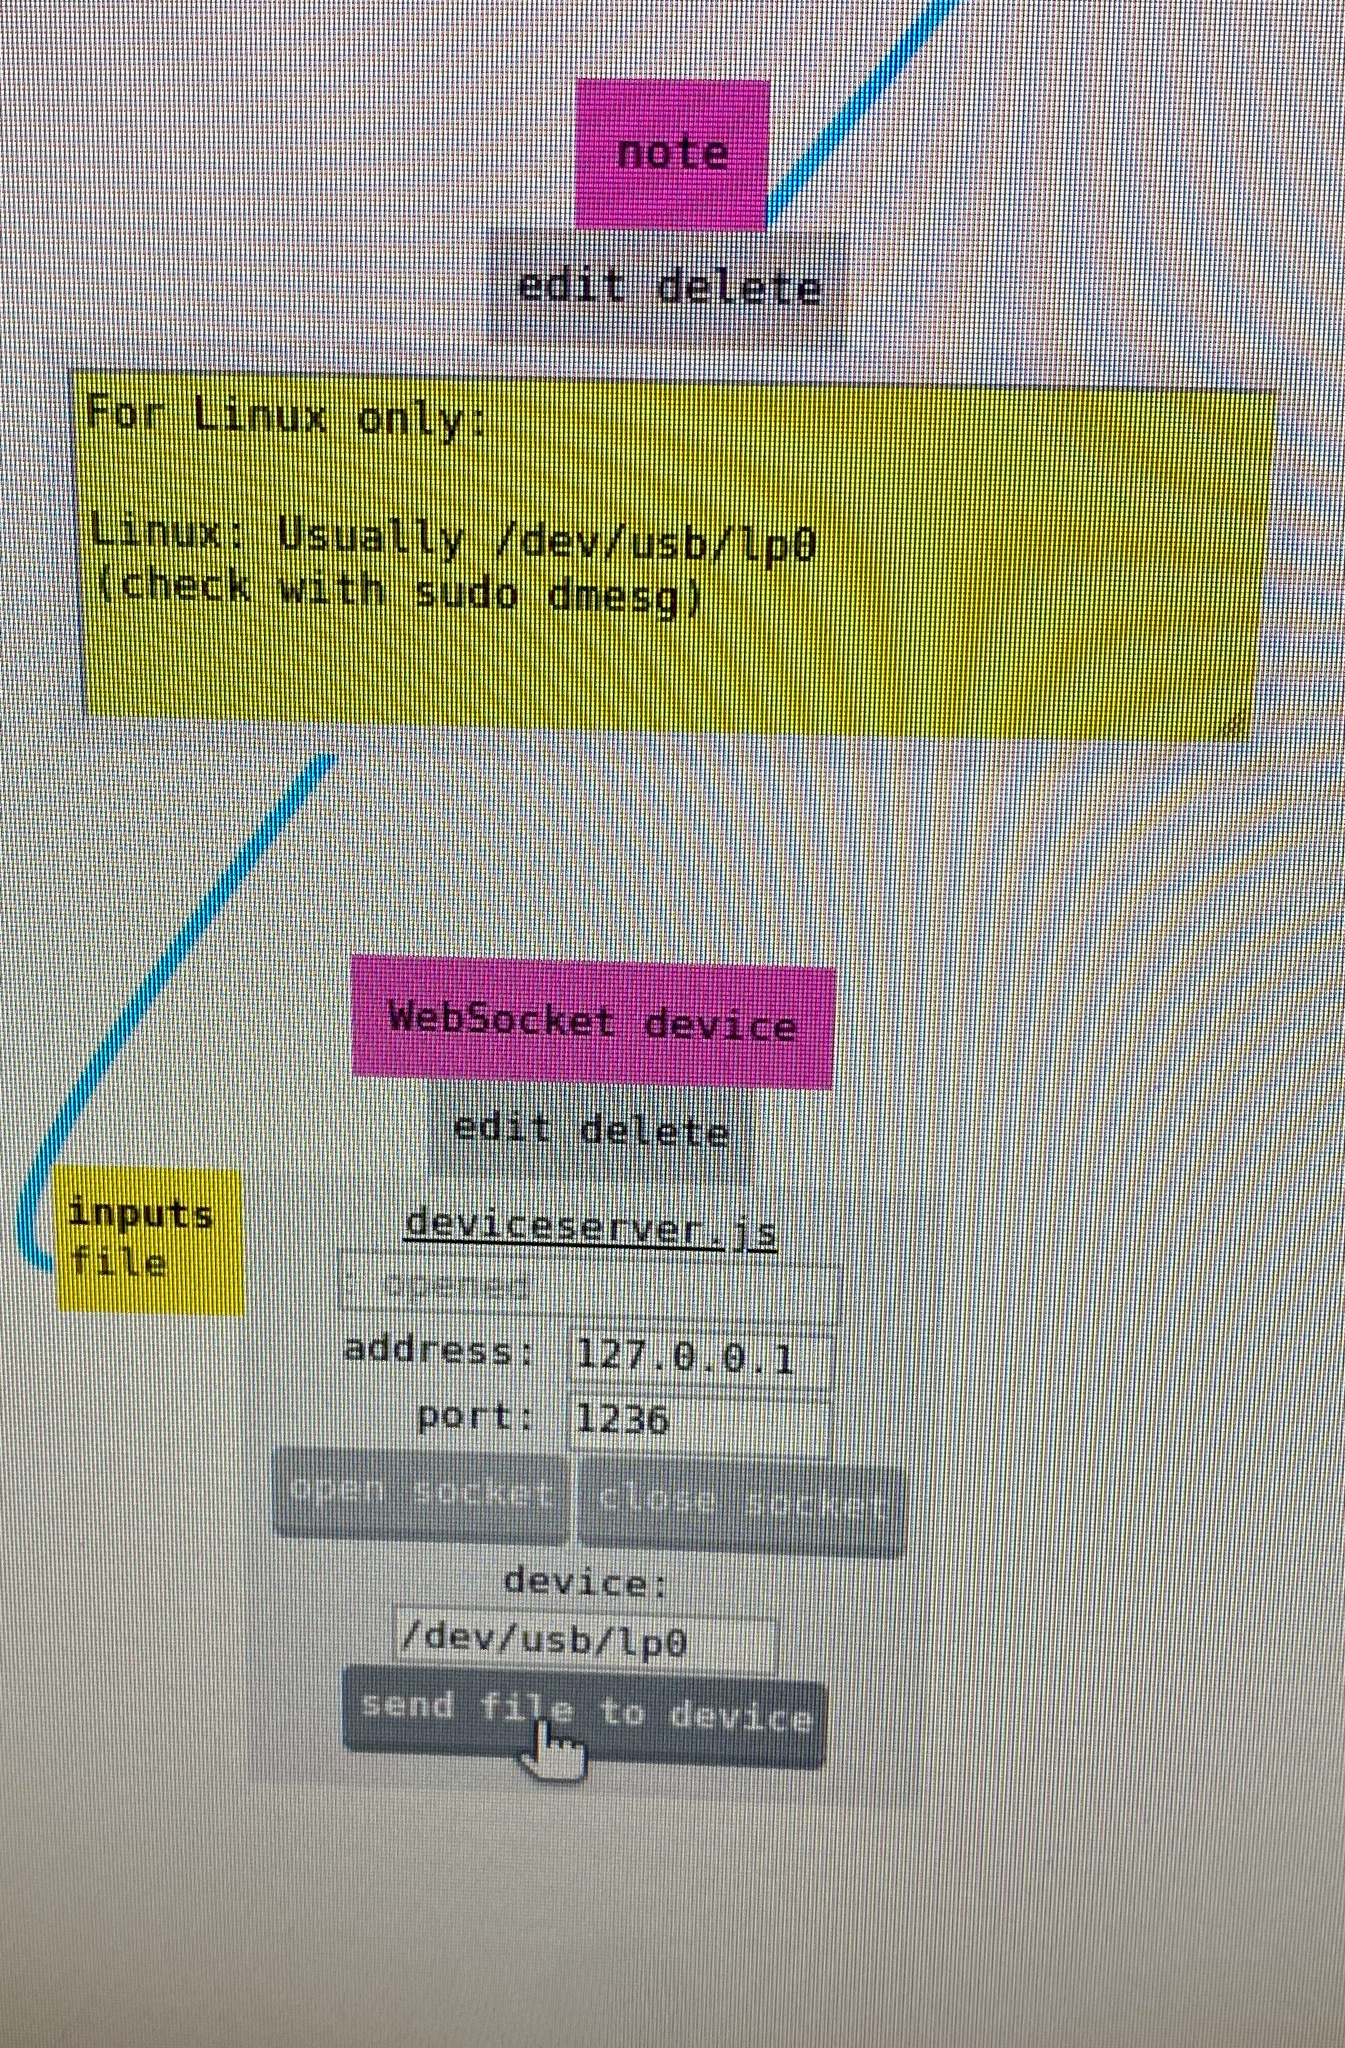 note
edit delete
For Linux only:
Linux: Usually /dev/usb/lp0
(check with sudo dmesg)
WebSocket device
edit delete
inputs
file
deviceserver.js
: opened
address: 127.0.0.1
port: 1236
open socket close socket
device:
/dev/usb/lp0
send file to device